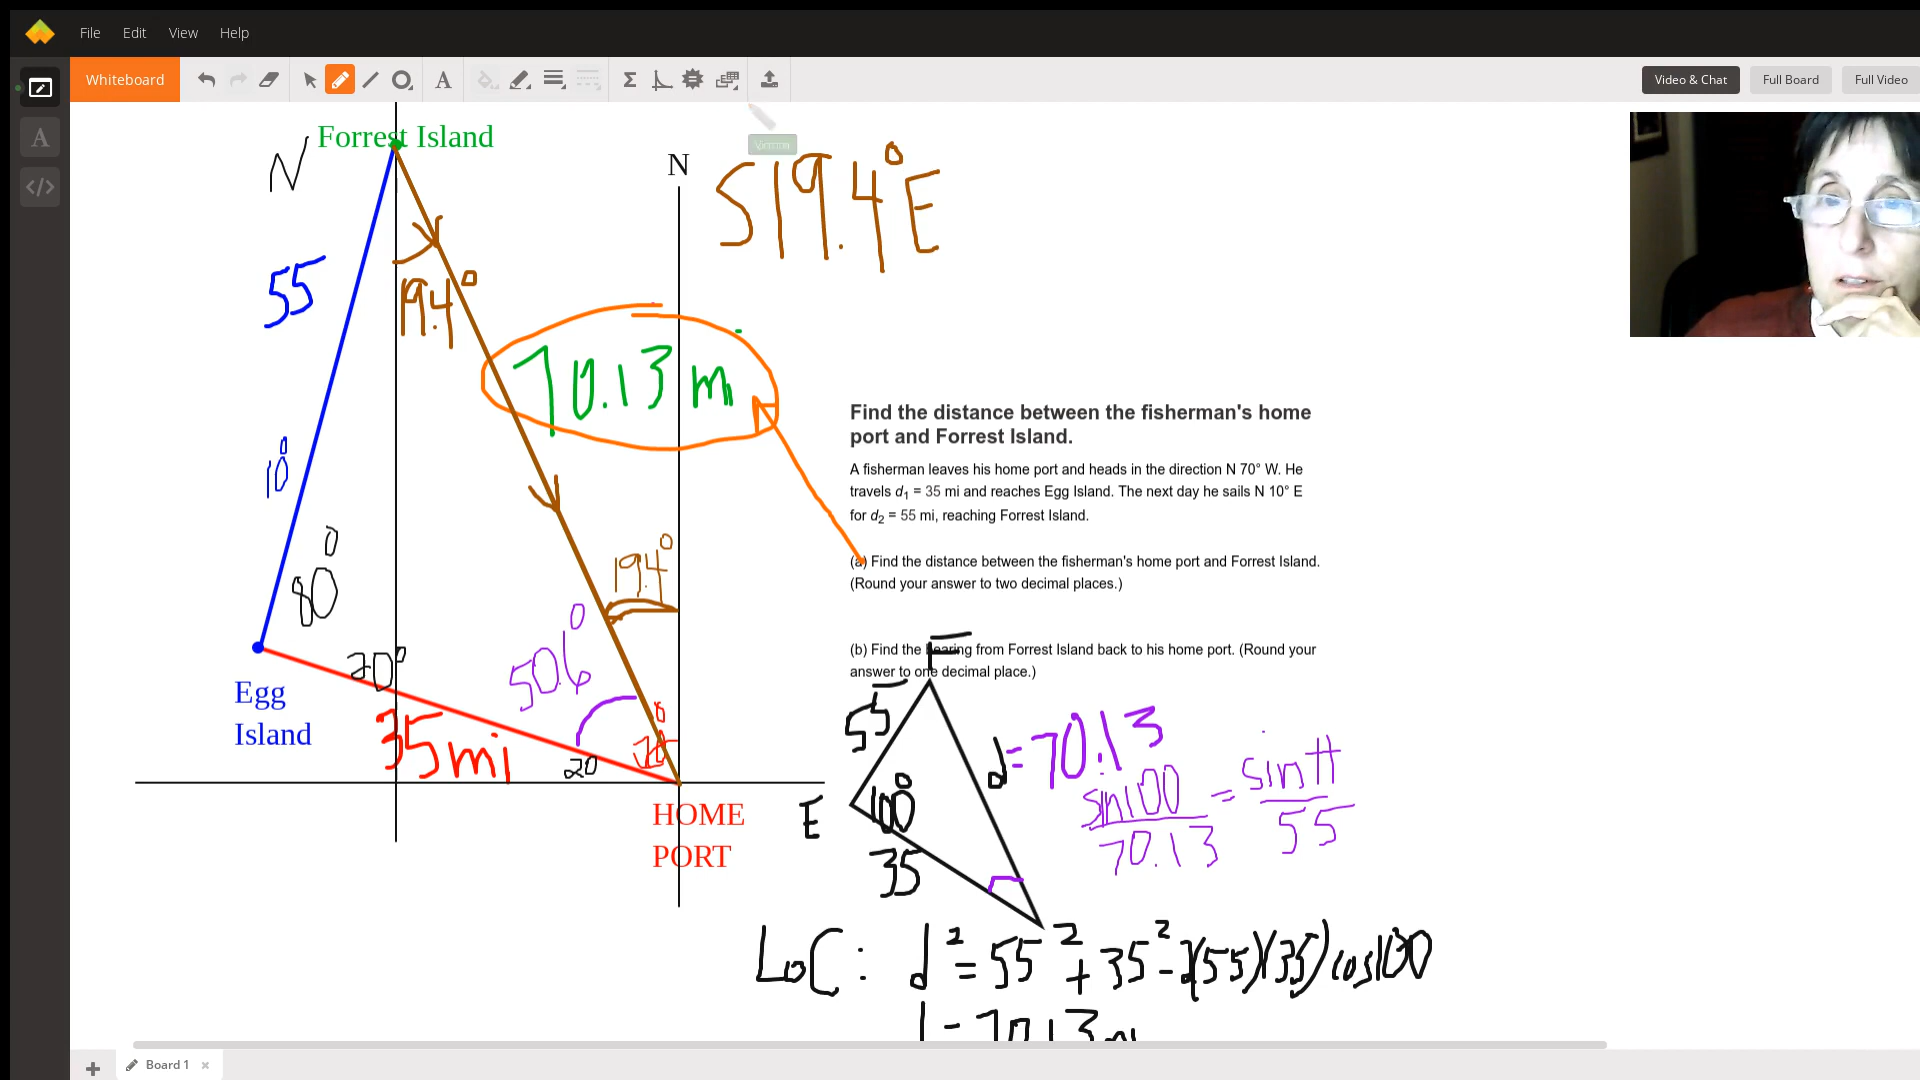 File Edit View Help
Whiteboard
Video & Chat Full Board Full Video
Forrest Island
N
N
S19.4°E
55
19.4°
70.13 mi
10°
80°
19.4°
50.6°
20°
Egg
Island
35 mi
20
70°
HOME
PORT
Find the distance between the fisherman's home
port and Forrest Island.
A fisherman leaves his home port and heads in the direction N 70° W. He
travels d1 = 35 mi and reaches Egg Island. The next day he sails N 10° E
for d2 = 55 mi, reaching Forrest Island.
(a) Find the distance between the fisherman's home port and Forrest Island.
(Round your answer to two decimal places.)
(b) Find the bearing from Forrest Island back to his home port. (Round your
answer to one decimal place.)
F
55
d=70.13
E
100°
35
sin100/70.13 = sinH/55
LoC: d²=55²+35²-2(55)(35)cos100
d=70.13mi
Board 1